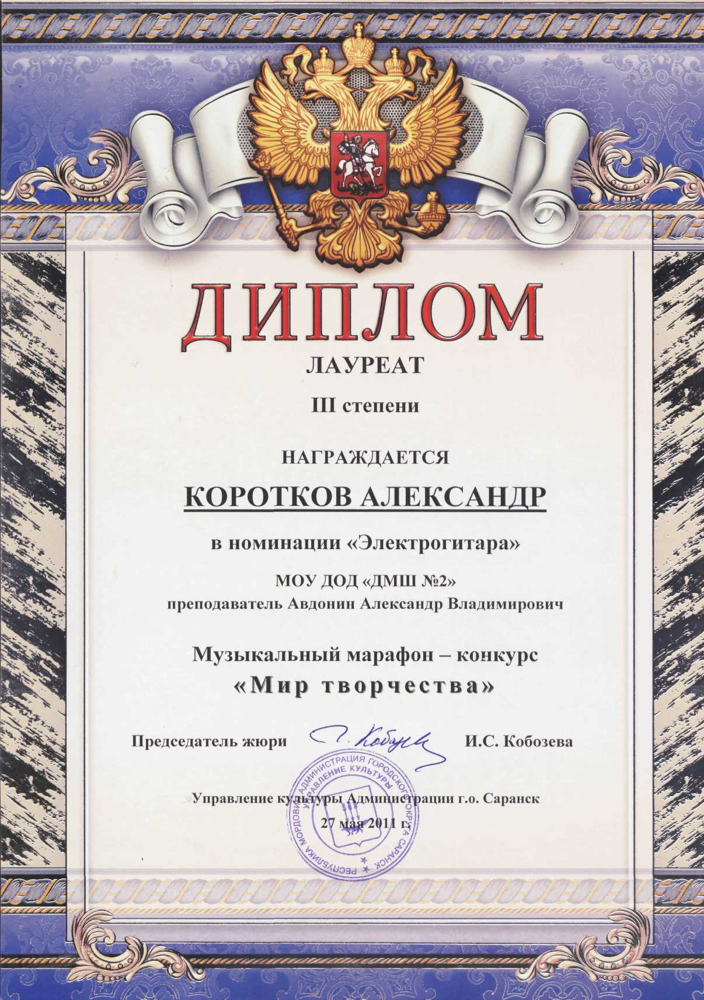 ДИПЛОМ
ЛАУРЕАТ
III степени
НАГРАЖДАЕТСЯ
КОРОТКОВ АЛЕКСАНДР
в номинации «Электрогитара»
МОУ ДОД «ДМШ №2»
преподаватель Авдонин Александр Владимирович
Музыкальный марафон – конкурс
«Мир творчества»
Председатель жюри И.С. Кобозева
РЕСПУБЛИКА МОРДОВИЯ АДМИНИСТРАЦИЯ ГОРОДСКОГО ОКРУГА САРАНСК
УПРАВЛЕНИЕ КУЛЬТУРЫ
Управление культуры Администрации г.о. Саранск
27 мая 2011 г.